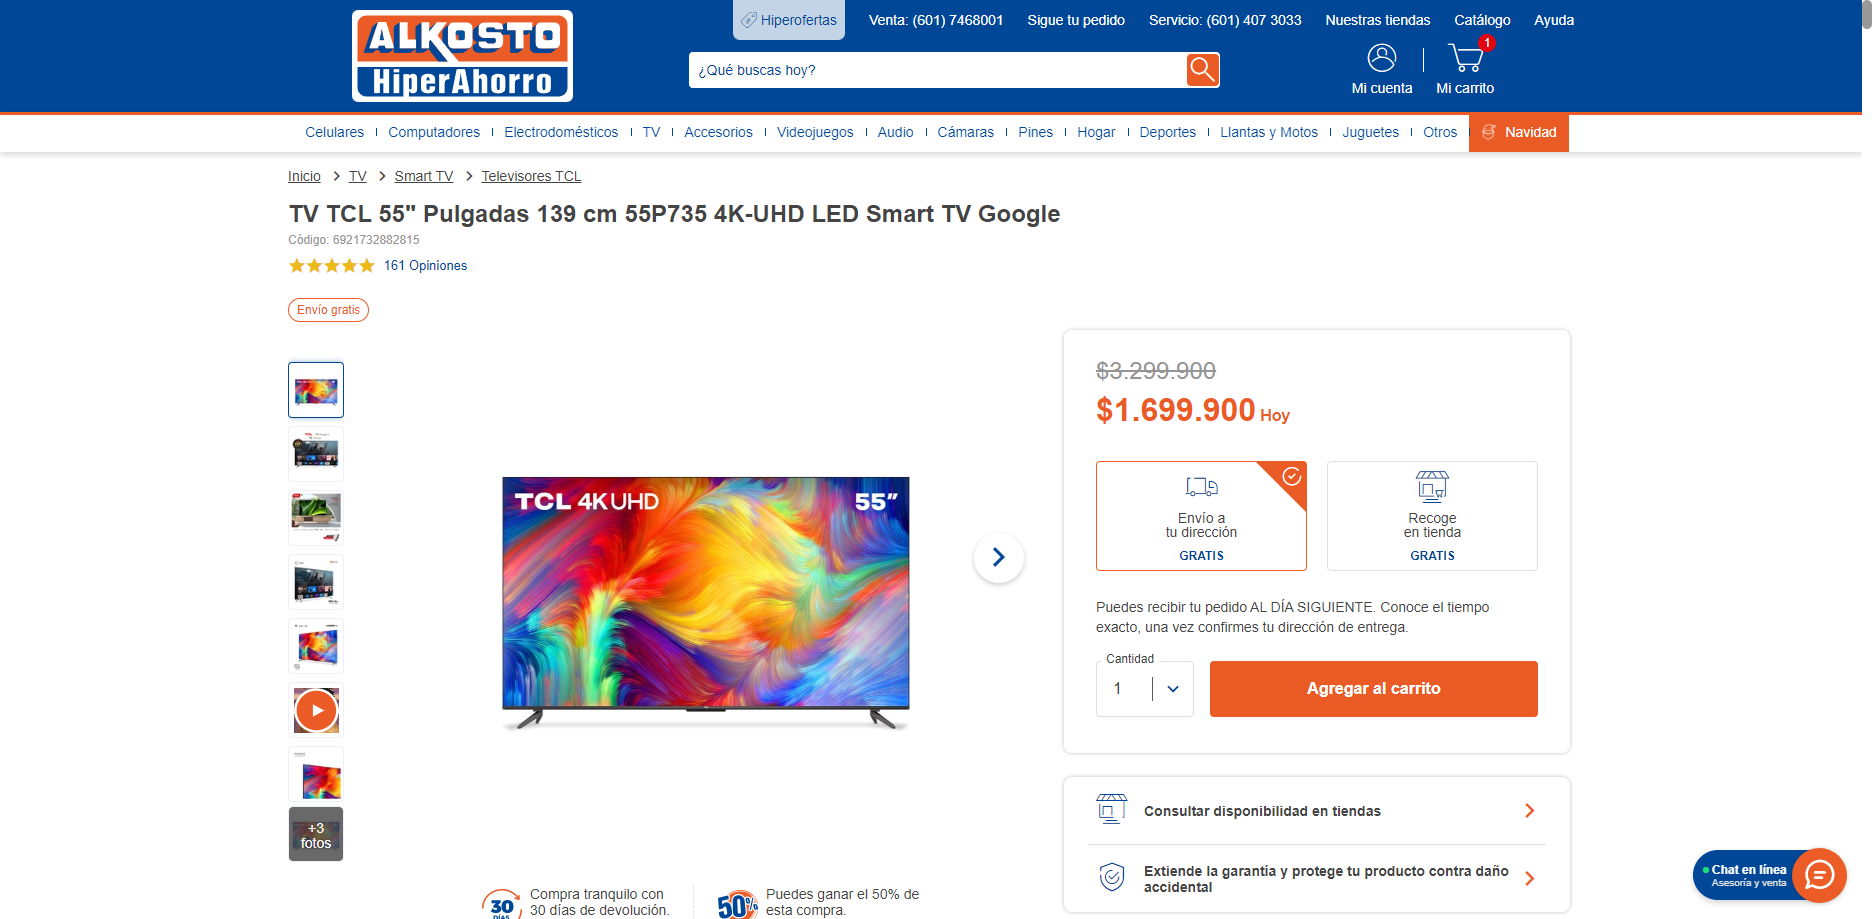 ALKOSTO
HiperAhorro
Hiperofertas
Venta: (601) 7468001
Sigue tu pedido
Servicio: (601) 407 3033
Nuestras tiendas
Catálogo
Ayuda
¿Qué buscas hoy?
1
Mi cuenta
Mi carrito
Celulares
Computadores
Electrodomésticos
TV
Accesorios
Videojuegos
Audio
Cámaras
Pines
Hogar
Deportes
Llantas y Motos
Juguetes
Otros
Navidad
Inicio > TV > Smart TV > Televisores TCL
TV TCL 55" Pulgadas 139 cm 55P735 4K-UHD LED Smart TV Google
Código: 6921732882815
161 Opiniones
Envío gratis
+3
fotos
TCL 4K UHD
55”
$3.299.900
$1.699.900 Hoy
Envío a
tu dirección
GRATIS
Recoge
en tienda
GRATIS
Puedes recibir tu pedido AL DÍA SIGUIENTE. Conoce el tiempo
exacto, una vez confirmes tu dirección de entrega.
Cantidad
1
Agregar al carrito
Consultar disponibilidad en tiendas
Extiende la garantía y protege tu producto contra daño
accidental
30
DÍAS
Compra tranquilo con
30 días de devolución.
50%
Puedes ganar el 50% de
esta compra.
Chat en línea
Asesoría y venta